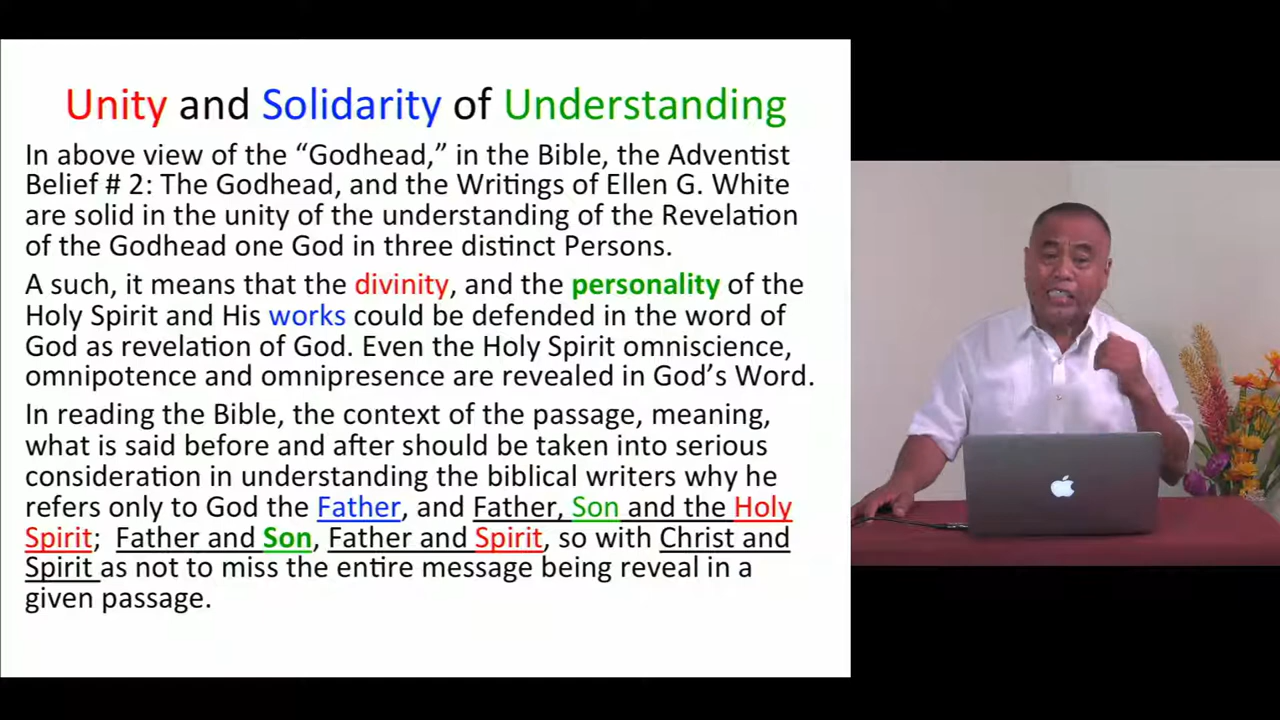 Unity and Solidarity of Understanding
In above view of the “Godhead,” in the Bible, the Adventist
Belief # 2: The Godhead, and the Writings of Ellen G. White
are solid in the unity of the understanding of the Revelation
of the Godhead one God in three distinct Persons.
A such, it means that the divinity, and the personality of the
Holy Spirit and His works could be defended in the word of
God as revelation of God. Even the Holy Spirit omniscience,
omnipotence and omnipresence are revealed in God’s Word.
In reading the Bible, the context of the passage, meaning,
what is said before and after should be taken into serious
consideration in understanding the biblical writers why he
refers only to God the Father, and Father, Son and the Holy
Spirit; Father and Son, Father and Spirit, so with Christ and
Spirit as not to miss the entire message being reveal in a
given passage.